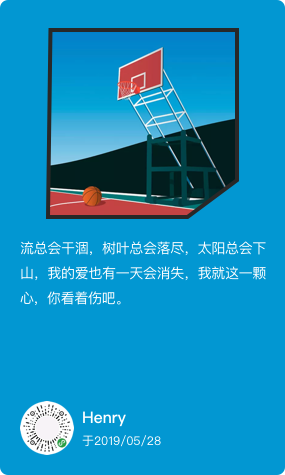 流总会干涸，树叶总会落尽，太阳总会下
山，我的爱也有一天会消失，我就这一颗
心，你看着伤吧。
Henry
于2019/05/28